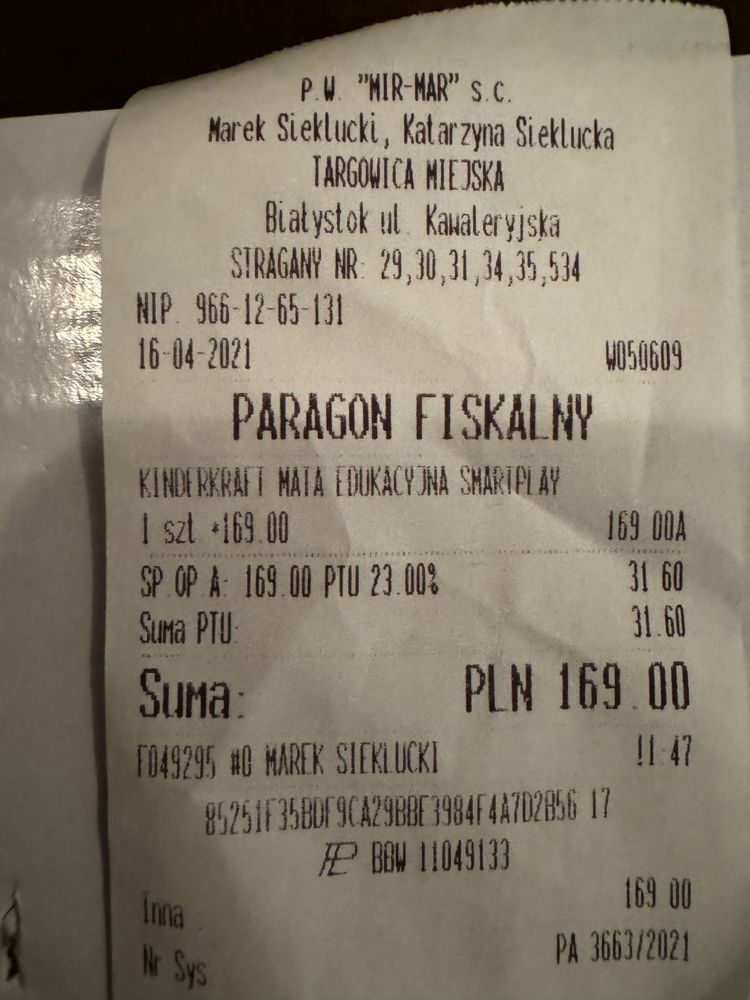 P.W. "MIR-MAR" s.c.
Marek Sieklucki, Katarzyna Sieklucka
TARGOWICA MIEJSKA
Białystok ul. Kawaleryjska
STRAGANY NR: 29,30,31,34,35,534
NIP. 966-12-65-131
16-04-2021 W050609
PARAGON FISKALNY
KINDERKRAFT MATA EDUKACYJNA SMARTPLAY
1 szt *169.00 169.00A
SP.OP.A: 169.00 PTU 23.00% 31.60
Suma PTU: 31.60
Suma: PLN 169.00
F049295 #0 MAREK SIEKLUCKI 11:47
85251F35BDF9CA29BBE3984F4A7D2B56 17
BBW 11049133
Inna : 169.00
Nr Sys PA 3663/2021